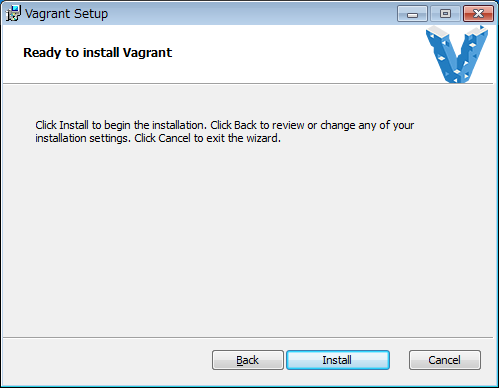 Vagrant Setup
Ready to install Vagrant
Click Install to begin the installation. Click Back to review or change any of your
installation settings. Click Cancel to exit the wizard.
Back
Install
Cancel